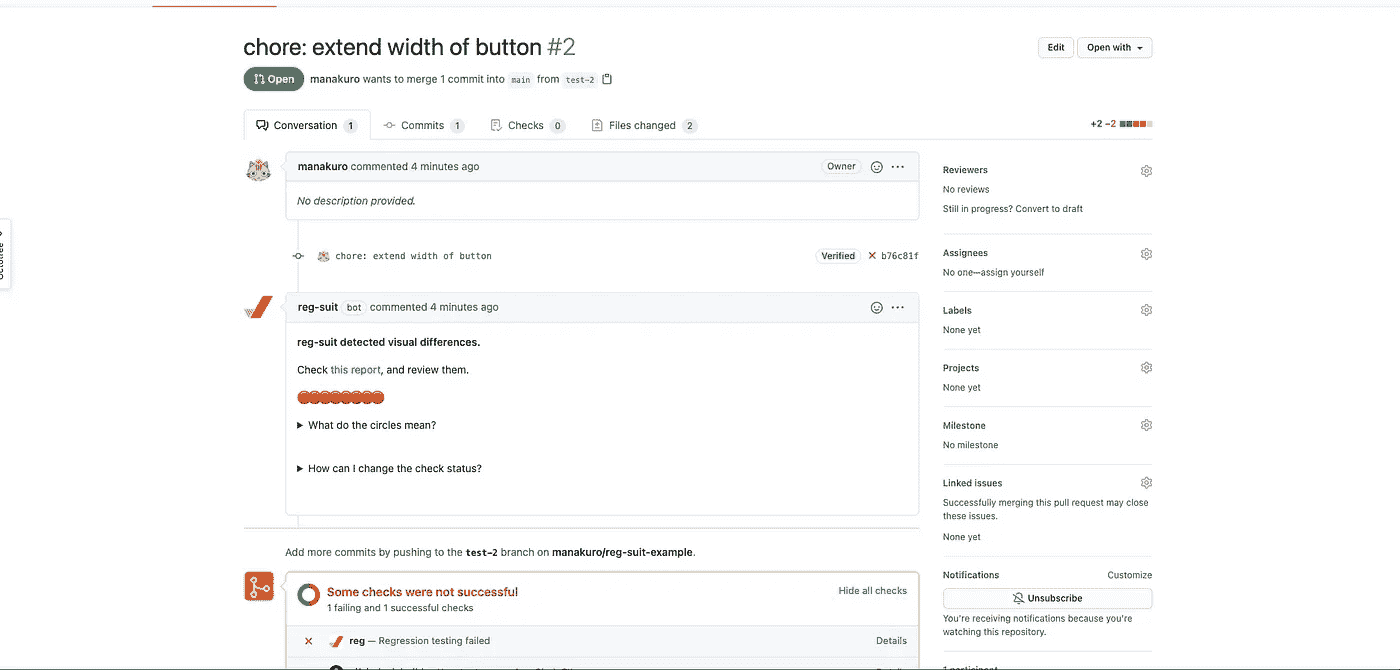 chore: extend width of button #2
Edit
Open with
Open
manakuro wants to merge 1 commit into main from test-2
Conversation 1
Commits 1
Checks 0
Files changed 2
+2 −2
manakuro commented 4 minutes ago
Owner
No description provided.
chore: extend width of button
Verified
b76c81f
reg-suit bot commented 4 minutes ago
reg-suit detected visual differences.
Check this report, and review them.
What do the circles mean?
How can I change the check status?
Add more commits by pushing to the test-2 branch on manakuro/reg-suit-example.
Some checks were not successful
1 failing and 1 successful checks
Hide all checks
reg — Regression testing failed
Details
Reviewers
No reviews
Still in progress? Convert to draft
Assignees
No one—assign yourself
Labels
None yet
Projects
None yet
Milestone
No milestone
Linked issues
Successfully merging this pull request may close
these issues.
None yet
Notifications
Customize
Unsubscribe
You're receiving notifications because you're
watching this repository.
1 participant